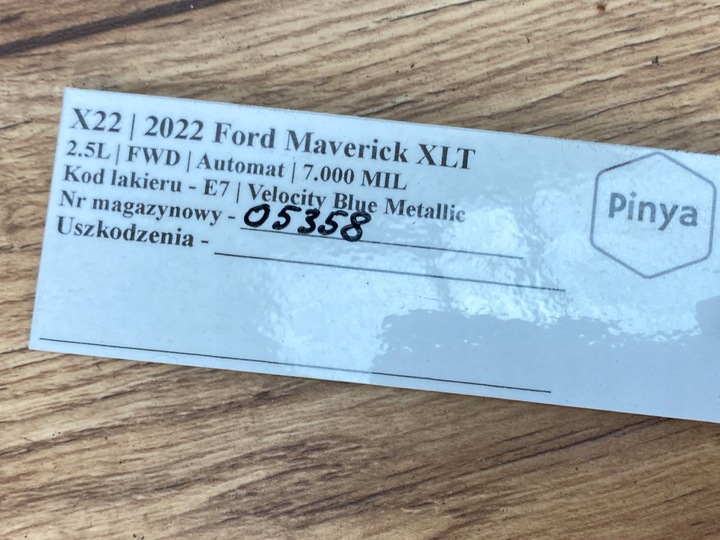 X22 | 2022 Ford Maverick XLT
2.5L | FWD | Automat | 7.000 MIL
Kod lakieru - E7 | Velocity Blue Metallic
Nr magazynowy - 05358
Uszkodzenia -
Pinya